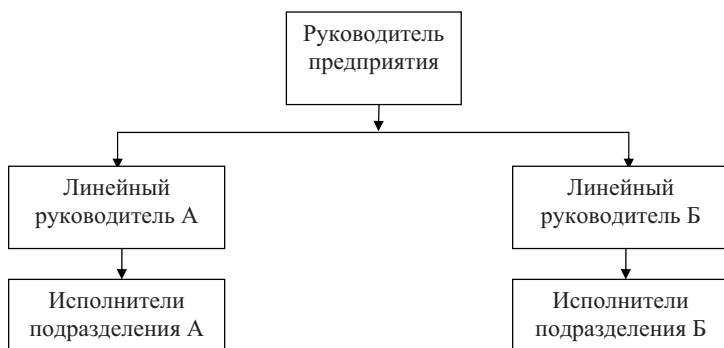 Руководитель
предприятия
Линейный
руководитель А
Линейный
руководитель Б
Исполнители
подразделения А
Исполнители
подразделения Б